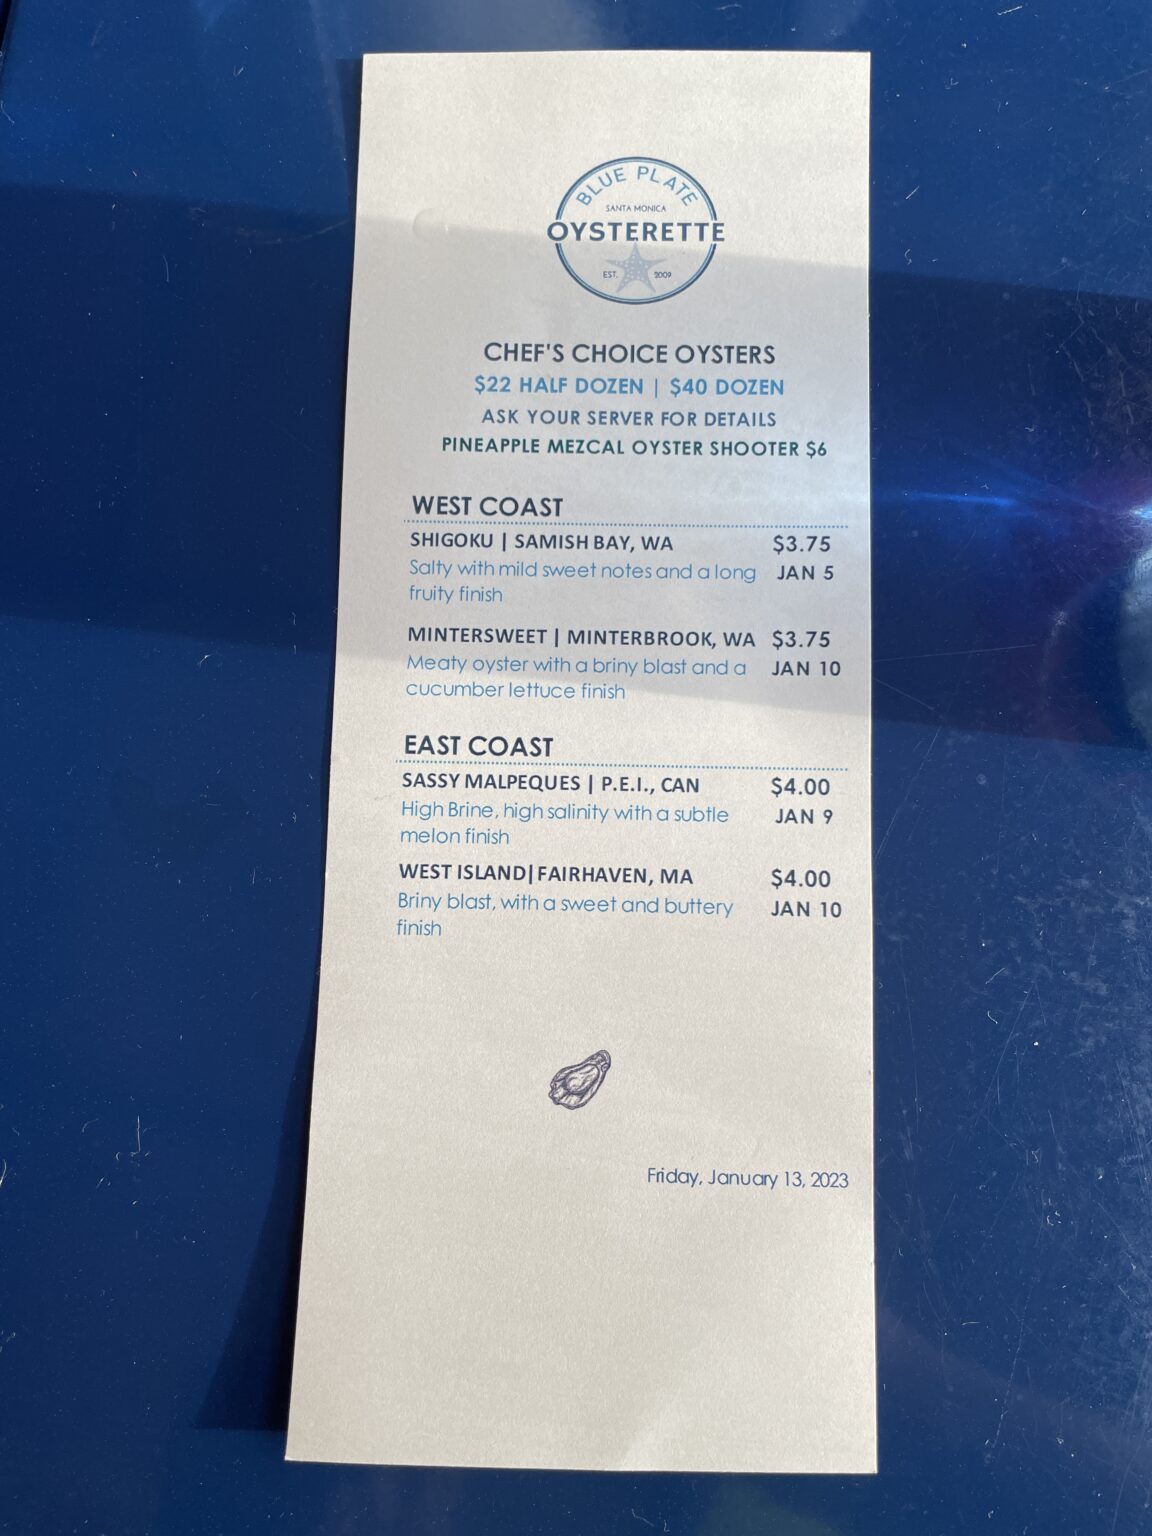 BLUE PLATE
SANTA MONICA
OYSTERETTE
EST. 2009
CHEF'S CHOICE OYSTERS
$22 HALF DOZEN | $40 DOZEN
ASK YOUR SERVER FOR DETAILS
PINEAPPLE MEZCAL OYSTER SHOOTER $6
WEST COAST
SHIGOKU | SAMISH BAY, WA $3.75
Salty with mild sweet notes and a long JAN 5
fruity finish
MINTERSWEET | MINTERBROOK, WA $3.75
Meaty oyster with a briny blast and a JAN 10
cucumber lettuce finish
EAST COAST
SASSY MALPEQUES | P.E.I., CAN $4.00
High Brine, high salinity with a subtle JAN 9
melon finish
WEST ISLAND|FAIRHAVEN, MA $4.00
Briny blast, with a sweet and buttery JAN 10
finish
Friday, January 13, 2023